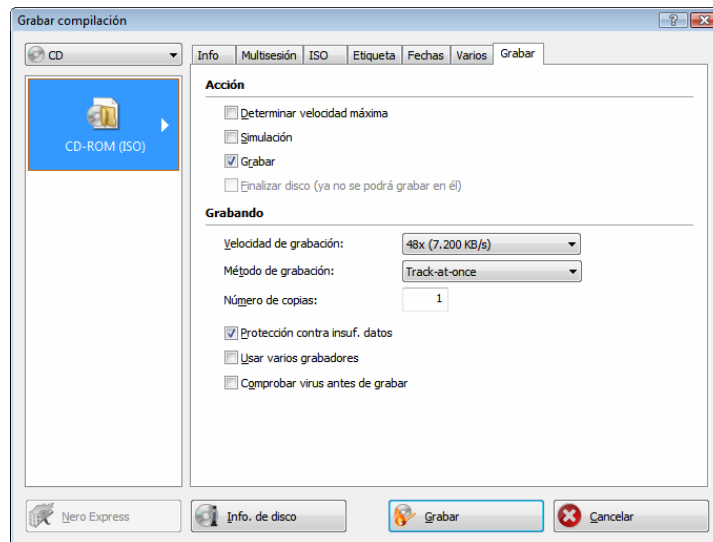 Grabar compilación
CD
CD-ROM (ISO)
Info Multisesión ISO Etiqueta Fechas Varios Grabar
Acción
Determinar velocidad máxima
Simulación
Grabar
Finalizar disco (ya no se podrá grabar en él)
Grabando
Velocidad de grabación: 48x (7.200 KB/s)
Método de grabación: Track-at-once
Número de copias: 1
Protección contra insuf. datos
Usar varios grabadores
Comprobar virus antes de grabar
Nero Express Info. de disco Grabar Cancelar